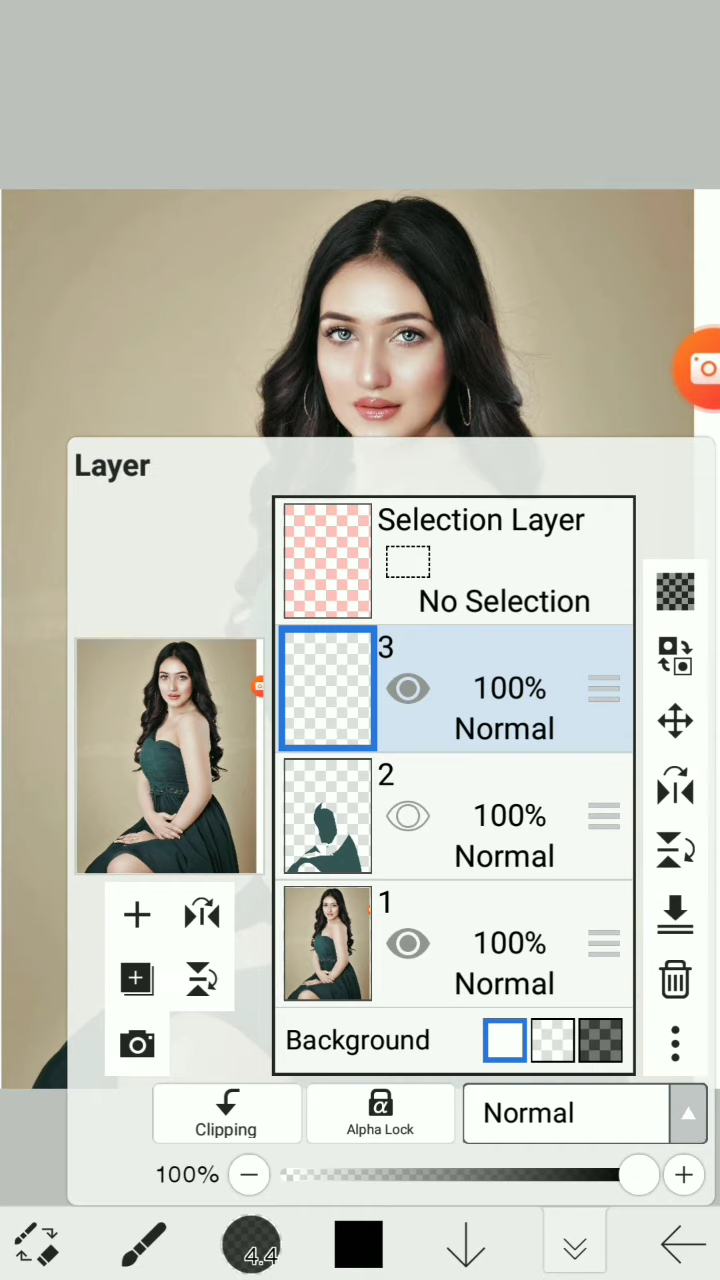 Layer
Selection Layer
No Selection
3
100%
Normal
2
100%
Normal
1
100%
Normal
Background
Clipping
α
Alpha Lock
Normal
100%
4.4